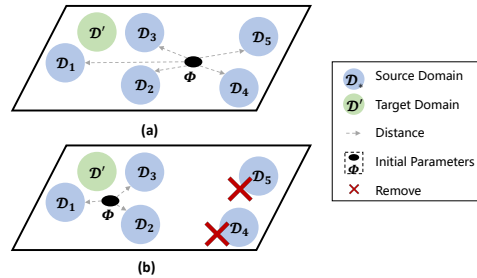 D' D₃ D₅
D₁ Φ
D₂ D₄
(a)
D' D₃ D₅
D₁ Φ
D₂ D₄
(b)
D* Source Domain
D' Target Domain
Distance
Φ Initial Parameters
Remove